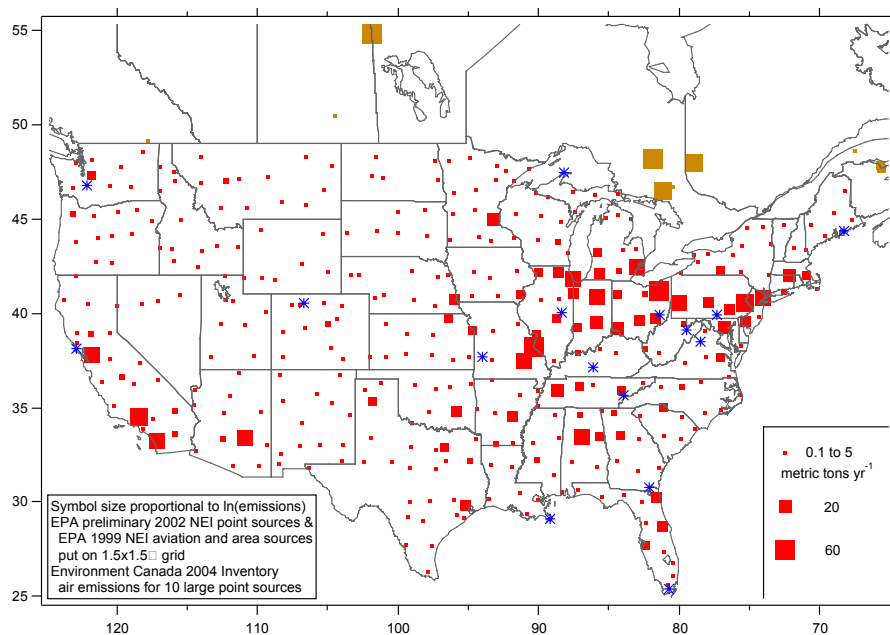 55
50
45
40
35
30
25
Symbol size proportional to ln(emissions)
EPA preliminary 2002 NEI point sources &
EPA 1999 NEI aviation and area sources
put on 1.5x1.5□ grid
Environment Canada 2004 Inventory
air emissions for 10 large point sources
0.1 to 5
metric tons yr⁻¹
20
60
120
110
100
90
80
70